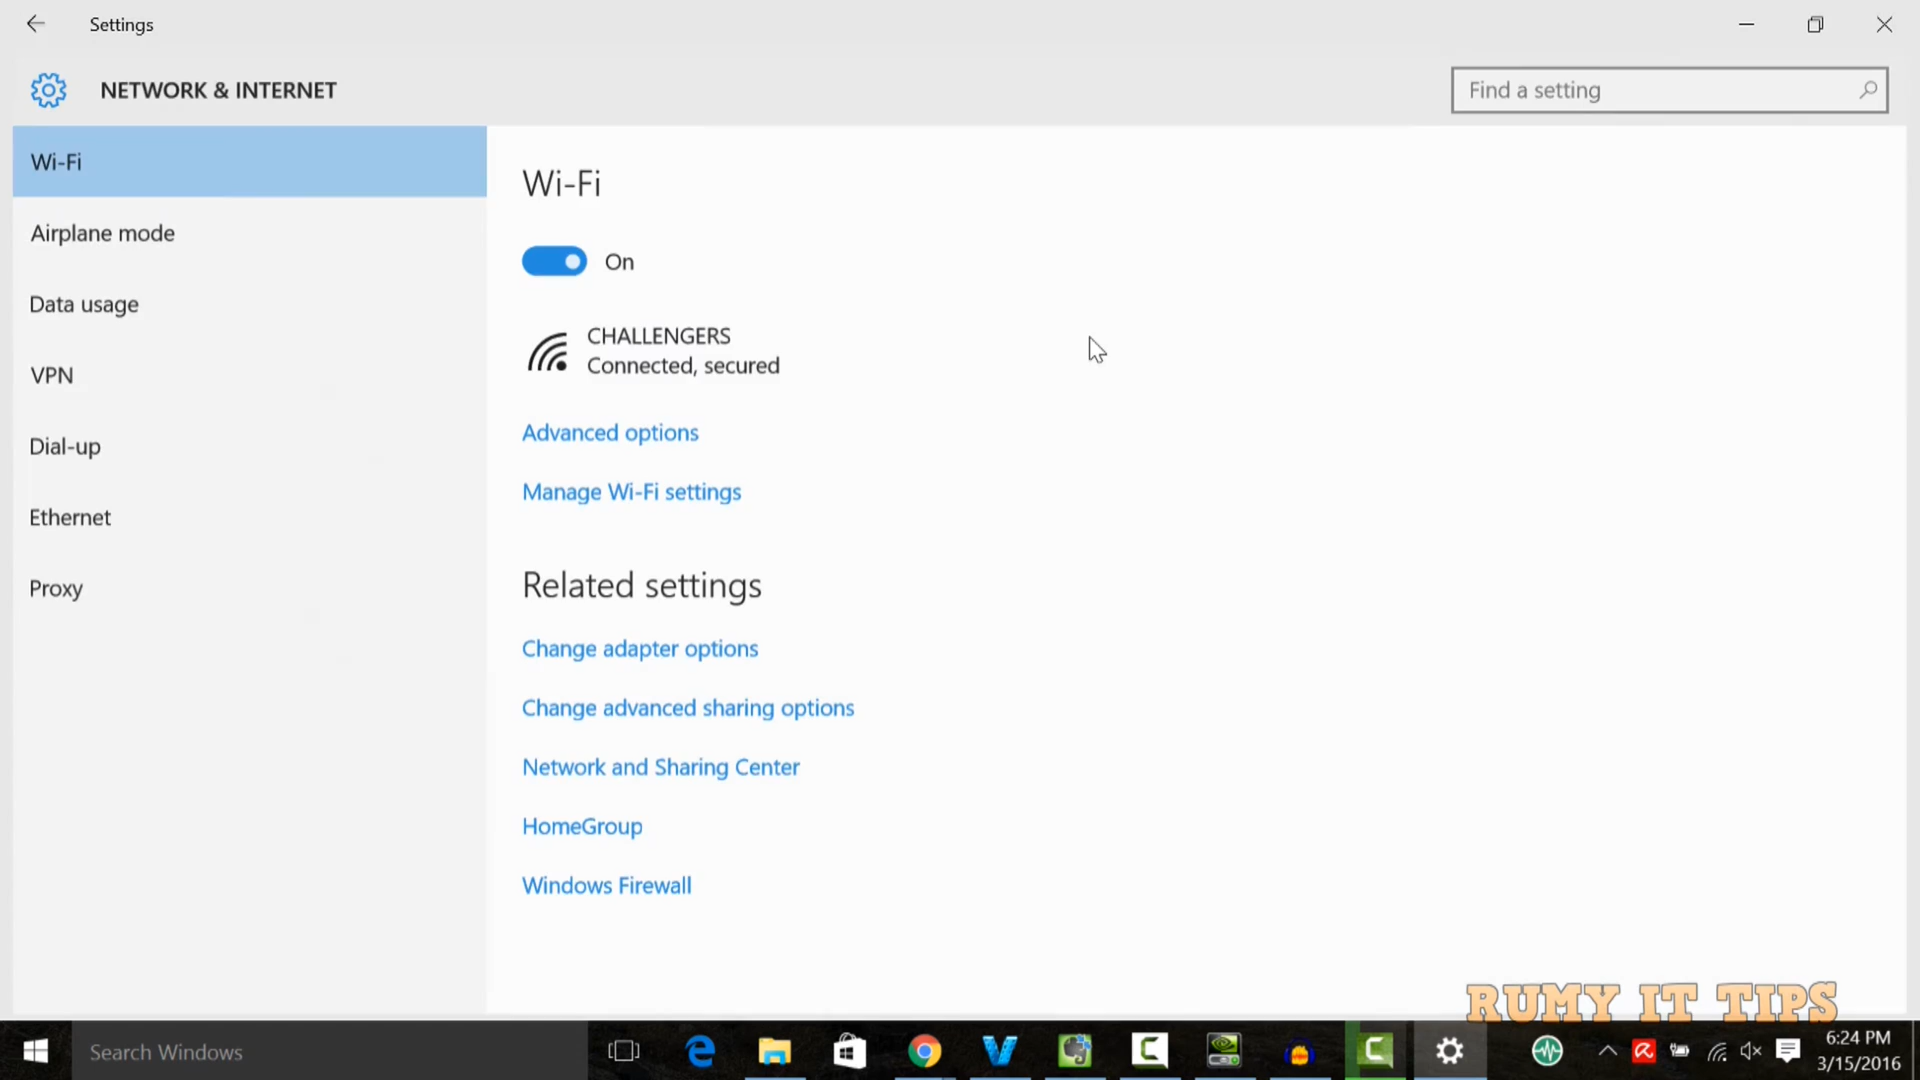 Settings
NETWORK & INTERNET
Find a setting
Wi-Fi
Airplane mode
Data usage
VPN
Dial-up
Ethernet
Proxy
Wi-Fi
On
CHALLENGERS
Connected, secured
Advanced options
Manage Wi-Fi settings
Related settings
Change adapter options
Change advanced sharing options
Network and Sharing Center
HomeGroup
Windows Firewall
RUMY IT TIPS
Search Windows
6:24 PM
3/15/2016